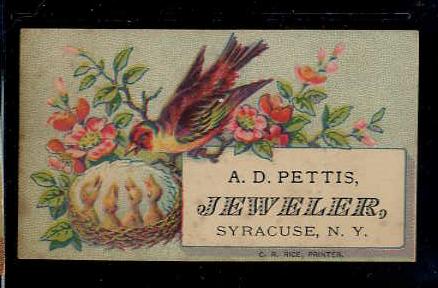 A. D. PETTIS,
JEWELER,
SYRACUSE, N. Y.
C. R. RICE, PRINTER.